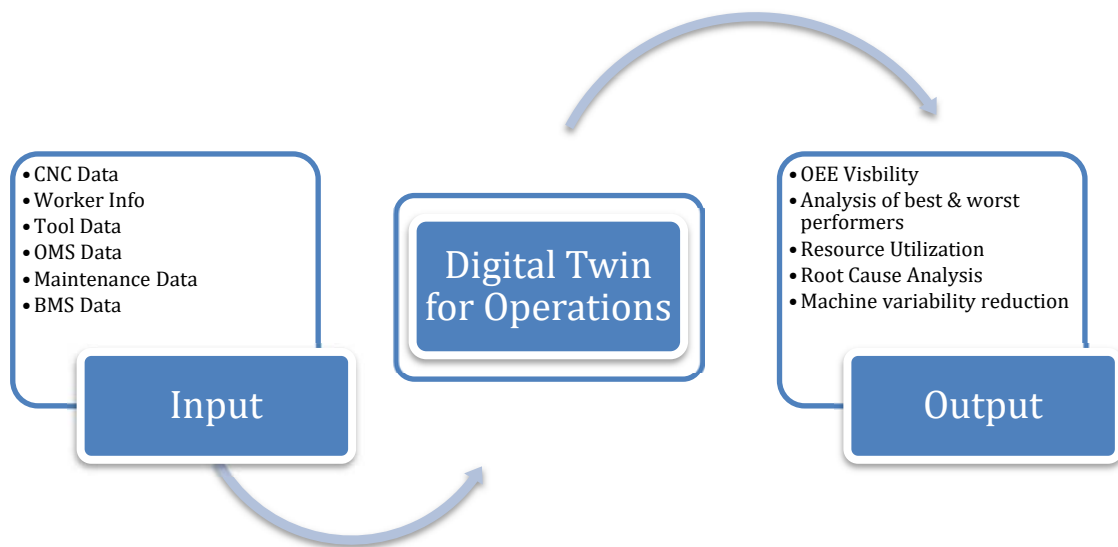 • CNC Data
• Worker Info
• Tool Data
• OMS Data
• Maintenance Data
• BMS Data
Input
Digital Twin
for Operations
• OEE Visbility
• Analysis of best & worst
performers
• Resource Utilization
• Root Cause Analysis
• Machine variability reduction
Output